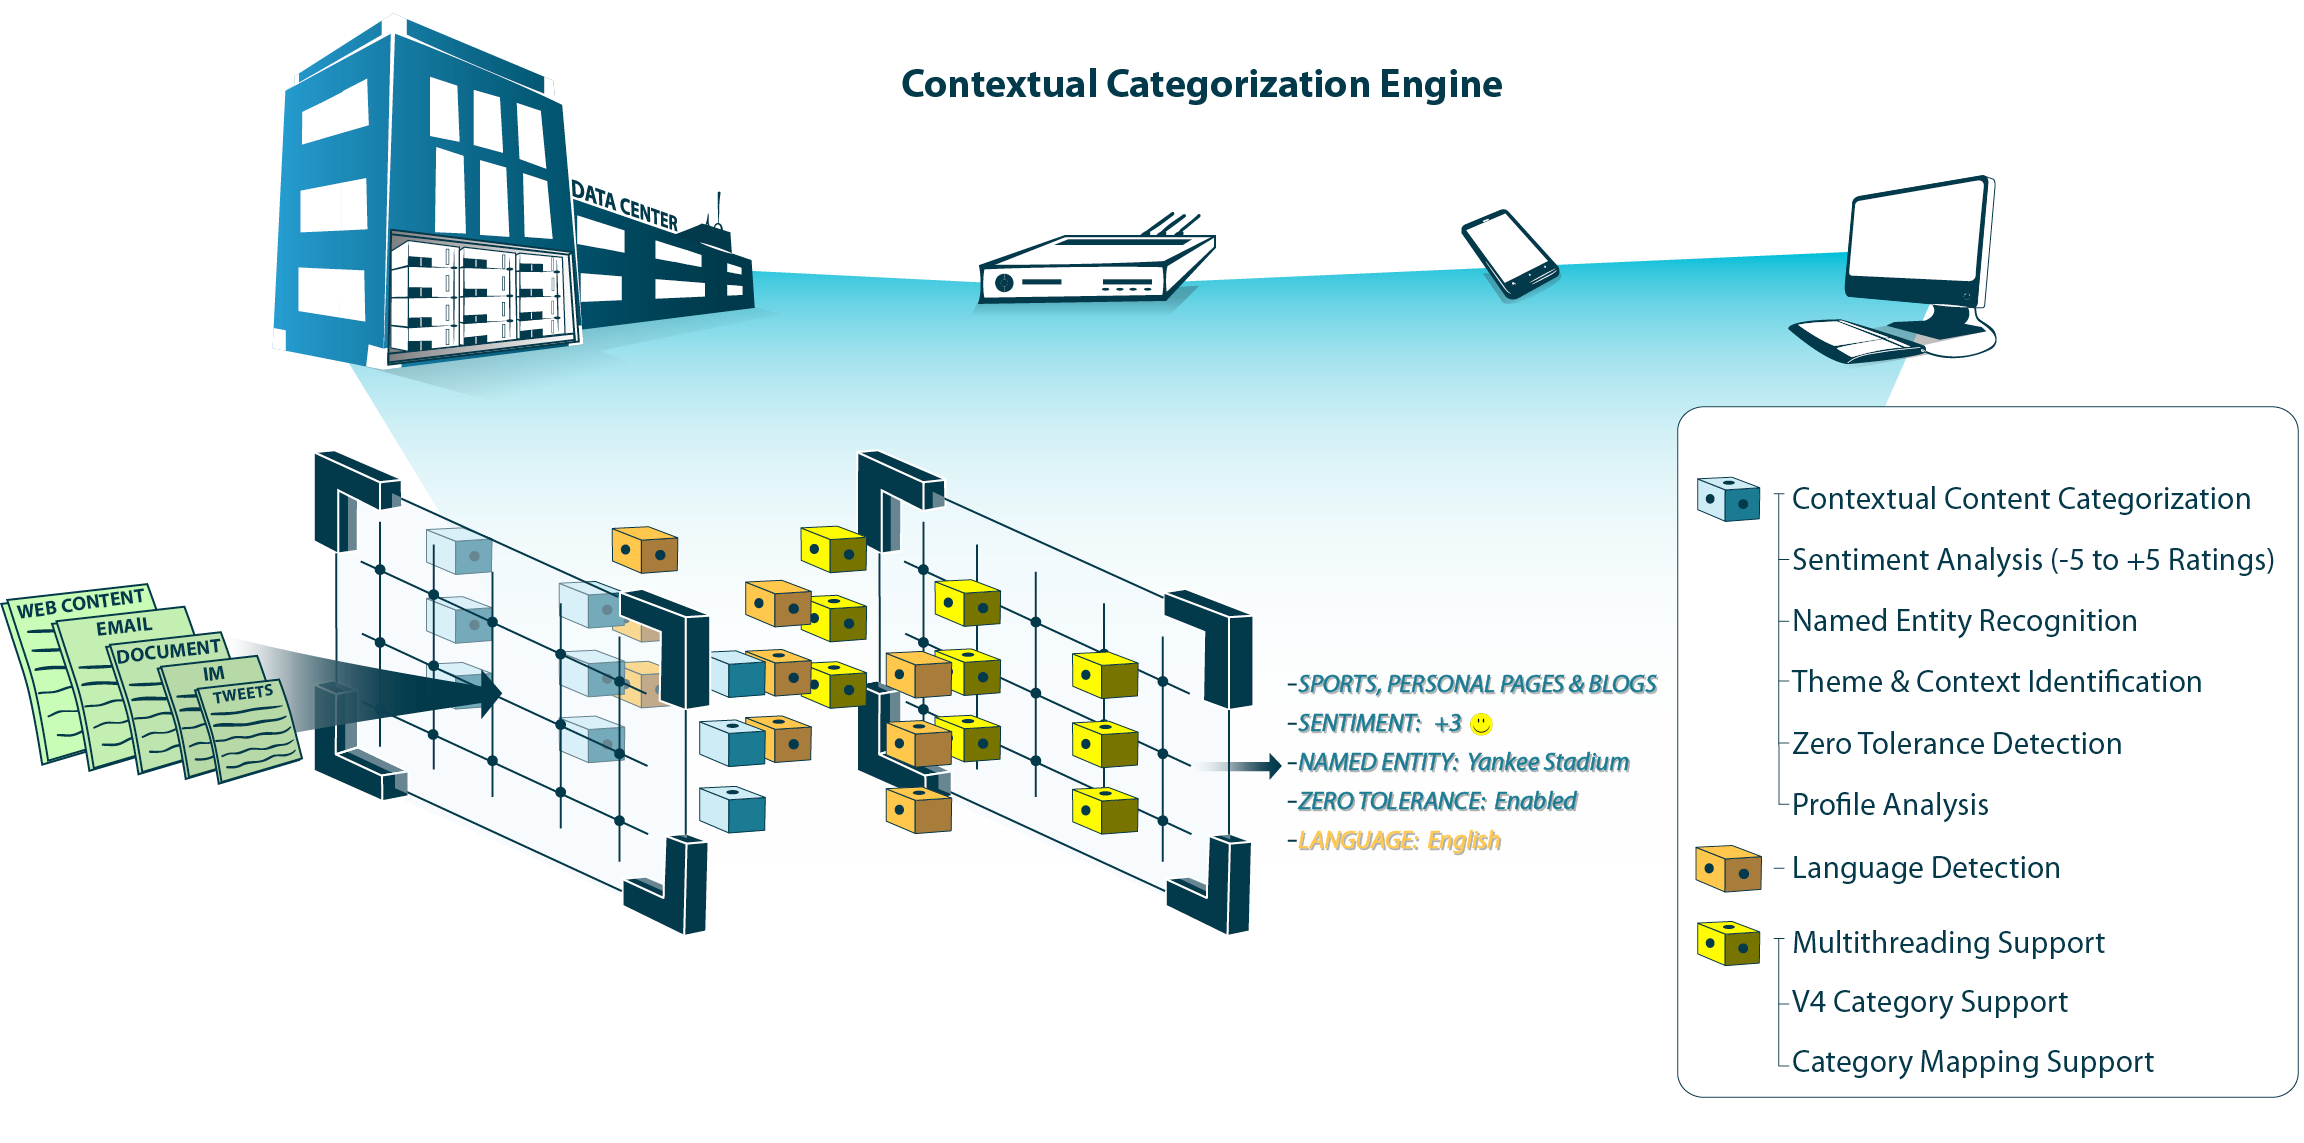 Contextual Categorization Engine
DATA CENTER
WEB CONTENT
EMAIL
DOCUMENT
IM
TWEETS
–SPORTS, PERSONAL PAGES & BLOGS
–SENTIMENT: +3
–NAMED ENTITY: Yankee Stadium
–ZERO TOLERANCE: Enabled
–LANGUAGE: English
Contextual Content Categorization
Sentiment Analysis (-5 to +5 Ratings)
Named Entity Recognition
Theme & Context Identification
Zero Tolerance Detection
Profile Analysis
Language Detection
Multithreading Support
V4 Category Support
Category Mapping Support